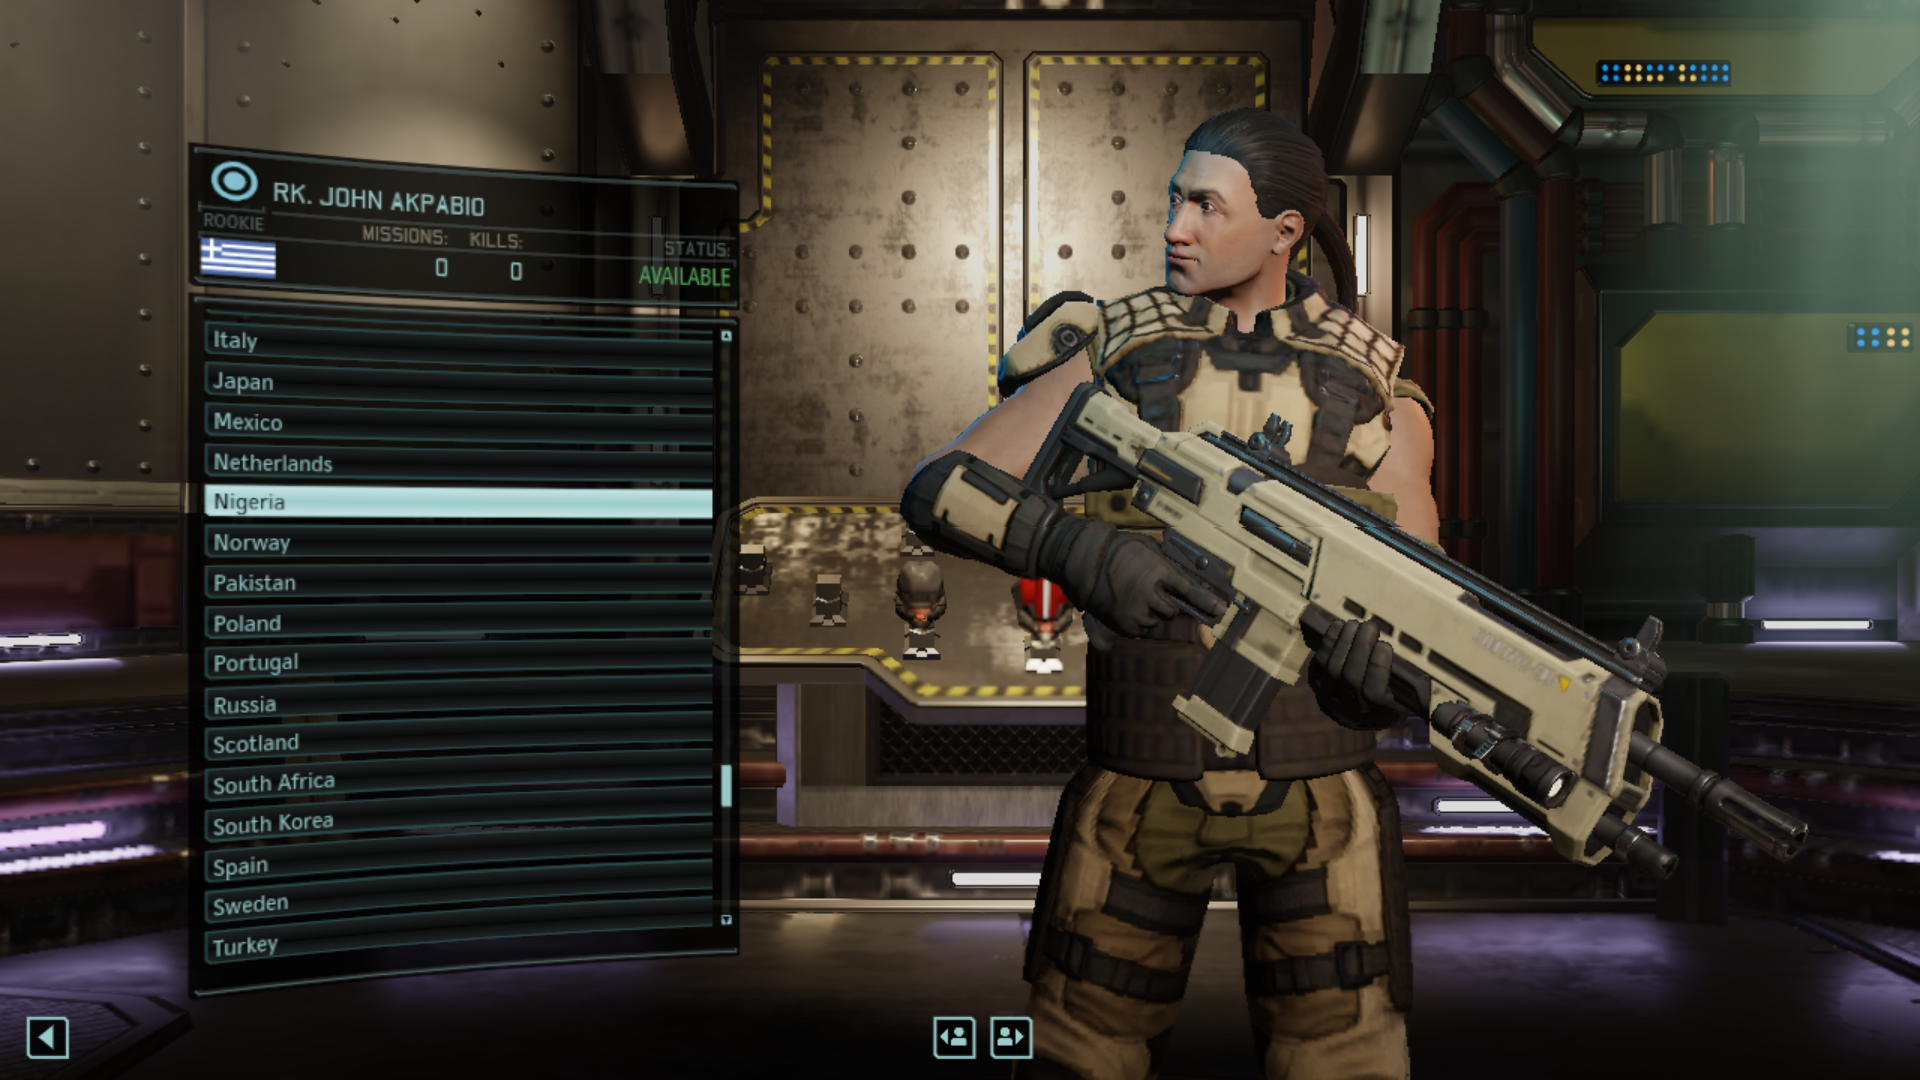 RK. JOHN AKPABIO
ROOKIE
MISSIONS: KILLS:
STATUS:
0 0
AVAILABLE
Italy
Japan
Mexico
Netherlands
Nigeria
Norway
Pakistan
Poland
Portugal
Russia
Scotland
South Africa
South Korea
Spain
Sweden
Turkey